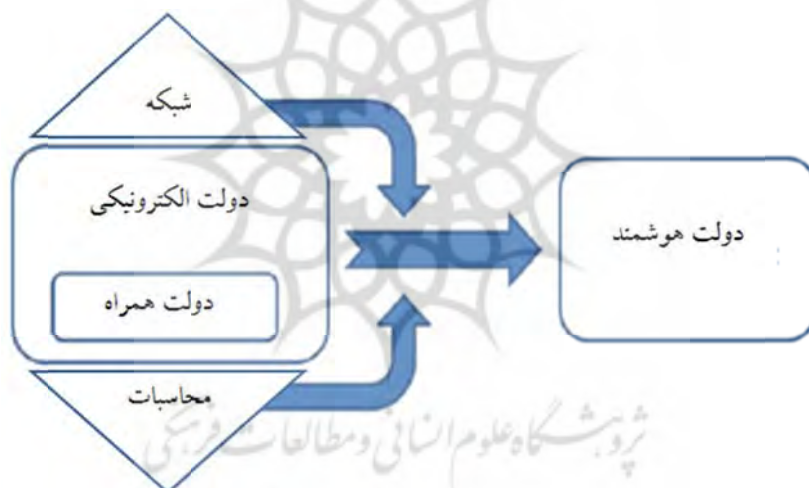 شبکه
دولت الکترونیکی
دولت همراه
محاسبات
دولت هوشمند
پژوهشگاه علوم انسانی و مطالعات فرهنگی